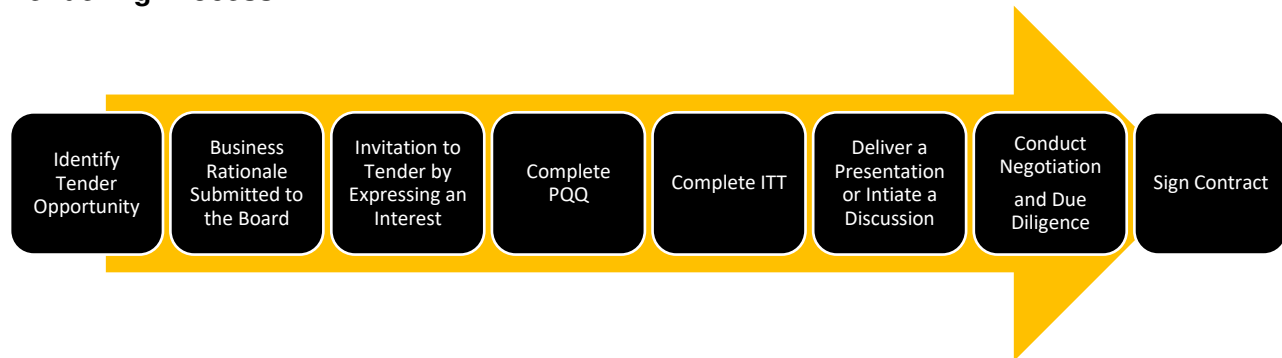 Identify
Tender
Opportunity
Business
Rationale
Submitted to
the Board
Invitation to
Tender by
Expressing an
Interest
Complete
PQQ
Complete ITT
Deliver a
Presentation
or Intiate a
Discussion
Conduct
Negotiation
and Due
Diligence
Sign Contract